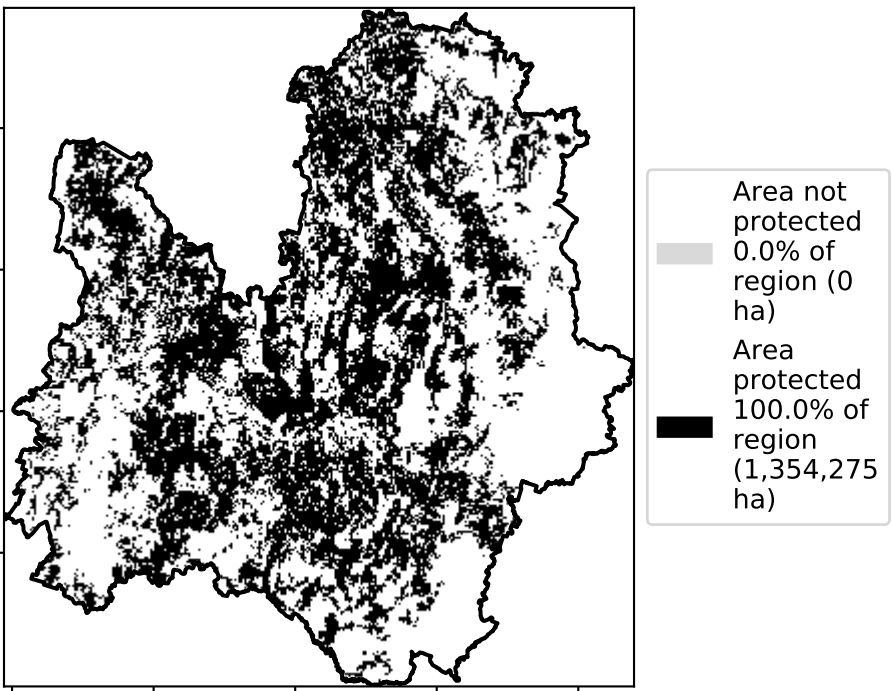 Area not
protected
0.0% of
region (0
ha)
Area
protected
100.0% of
region
(1,354,275
ha)